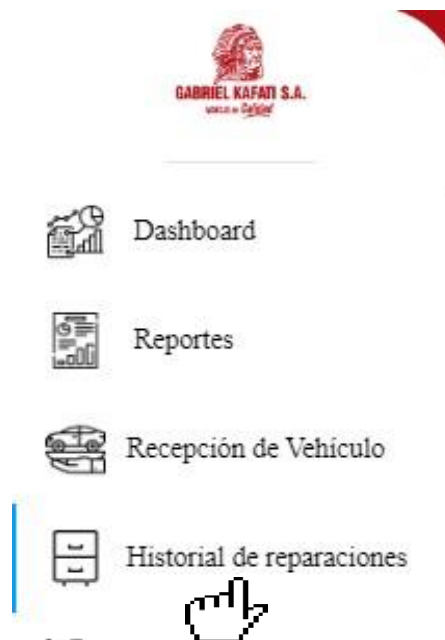 GABRIEL KAFATI S.A.
Dashboard
Reportes
Recepción de Vehículo
Historial de reparaciones